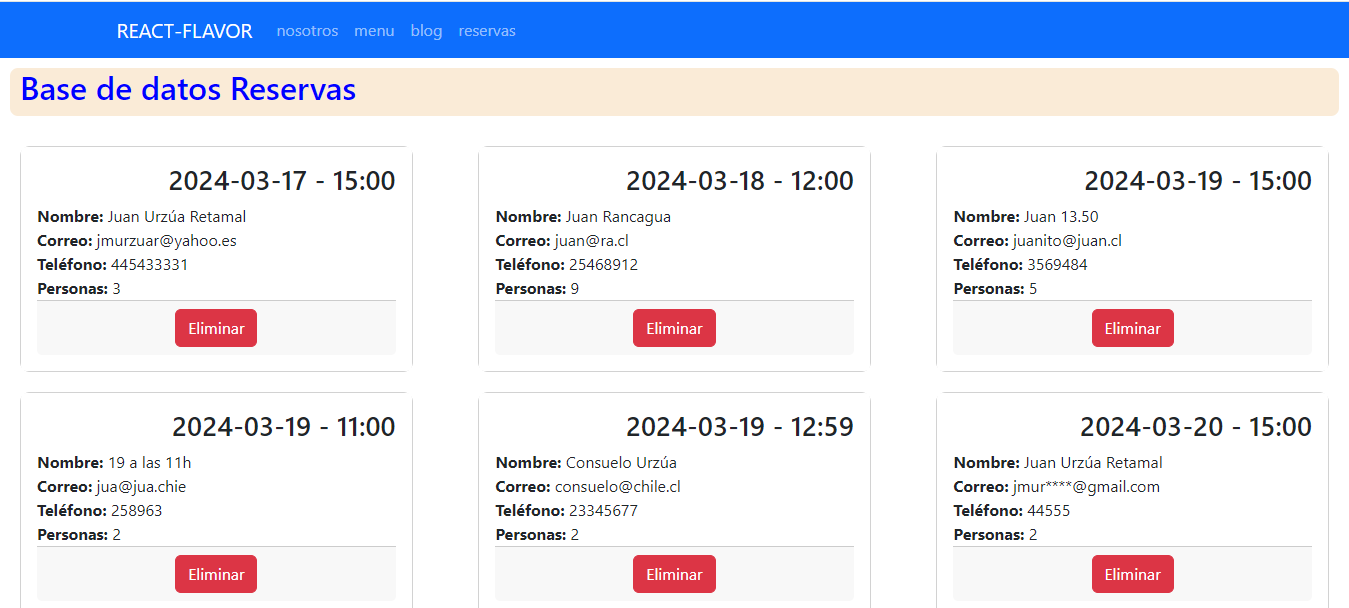 REACT-FLAVOR nosotros menu blog reservas
Base de datos Reservas
2024-03-17 - 15:00
Nombre: Juan Urzúa Retamal
Correo: jmurzuar@yahoo.es
Teléfono: 445433331
Personas: 3
Eliminar
2024-03-18 - 12:00
Nombre: Juan Rancagua
Correo: juan@ra.cl
Teléfono: 25468912
Personas: 9
Eliminar
2024-03-19 - 15:00
Nombre: Juan 13.50
Correo: juanito@juan.cl
Teléfono: 3569484
Personas: 5
Eliminar
2024-03-19 - 11:00
Nombre: 19 a las 11h
Correo: jua@jua.chie
Teléfono: 258963
Personas: 2
Eliminar
2024-03-19 - 12:59
Nombre: Consuelo Urzúa
Correo: consuelo@chile.cl
Teléfono: 23345677
Personas: 2
Eliminar
2024-03-20 - 15:00
Nombre: Juan Urzúa Retamal
Correo: jmur****@gmail.com
Teléfono: 44555
Personas: 2
Eliminar